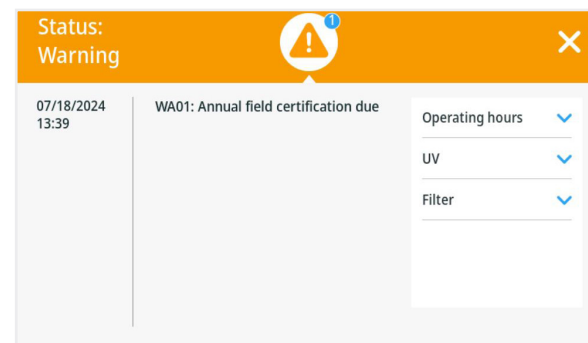 Status:
Warning
1
07/18/2024
13:39
WA01: Annual field certification due
Operating hours
UV
Filter